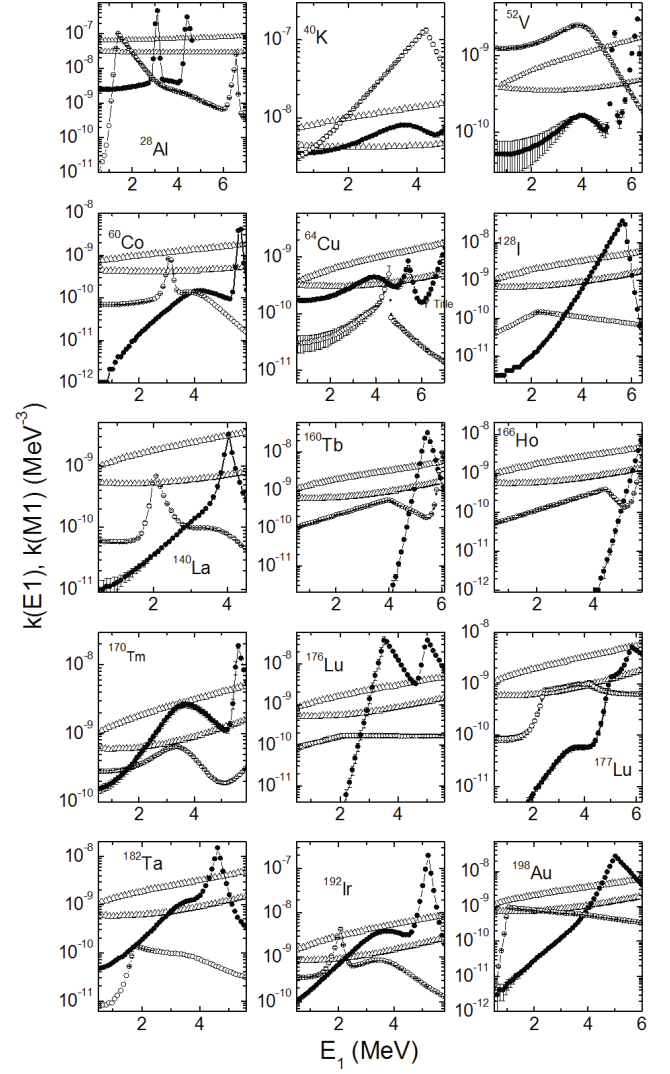 10⁻⁷
10⁻⁸
10⁻⁹
10⁻¹⁰
10⁻¹¹
²⁸Al
2 4 6
10⁻⁷
10⁻⁸
⁴⁰K
2 4
10⁻⁹
10⁻¹⁰
⁵²V
2 4 6
10⁻⁸
10⁻⁹
10⁻¹⁰
10⁻¹¹
10⁻¹²
⁶⁰Co
2 4
10⁻⁹
10⁻¹⁰
10⁻¹¹
⁶⁴Cu
Title
2 4 6
10⁻⁸
10⁻⁹
10⁻¹⁰
10⁻¹¹
¹²⁸I
2 4 6
10⁻⁹
10⁻¹⁰
10⁻¹¹
¹⁴⁰La
2 4
10⁻⁸
10⁻⁹
10⁻¹⁰
10⁻¹¹
10⁻¹²
¹⁶⁰Tb
2 4 6
10⁻⁸
10⁻⁹
10⁻¹⁰
10⁻¹¹
10⁻¹²
¹⁶⁶Ho
2 4 6
10⁻⁸
10⁻⁹
10⁻¹⁰
¹⁷⁰Tm
2 4
10⁻⁸
10⁻⁹
10⁻¹⁰
10⁻¹¹
¹⁷⁶Lu
2 4
10⁻⁸
10⁻⁹
10⁻¹⁰
10⁻¹¹
¹⁷⁷Lu
2 4 6
10⁻⁸
10⁻⁹
10⁻¹⁰
10⁻¹¹
¹⁸²Ta
2 4
10⁻⁷
10⁻⁸
10⁻⁹
10⁻¹⁰
¹⁹²Ir
2 4
10⁻⁸
10⁻⁹
10⁻¹⁰
10⁻¹¹
10⁻¹²
¹⁹⁸Au
2 4 6
k(E1), k(M1) (MeV⁻³)
E₁ (MeV)